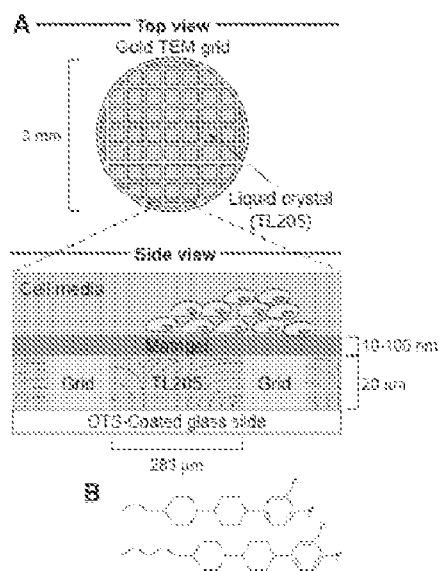 A
Top view
Gold TEM grid
3 mm
Liquid crystal
(TL205)
Side view
Cell media
Matrigel
10-100 nm
Grid TL205 Grid
20 µm
OTS-Coated glass slide
283 µm
B